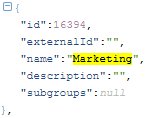 {
"id":16394,
"externalId":"",
"name":"Marketing",
"description":"",
"subgroups":null
},